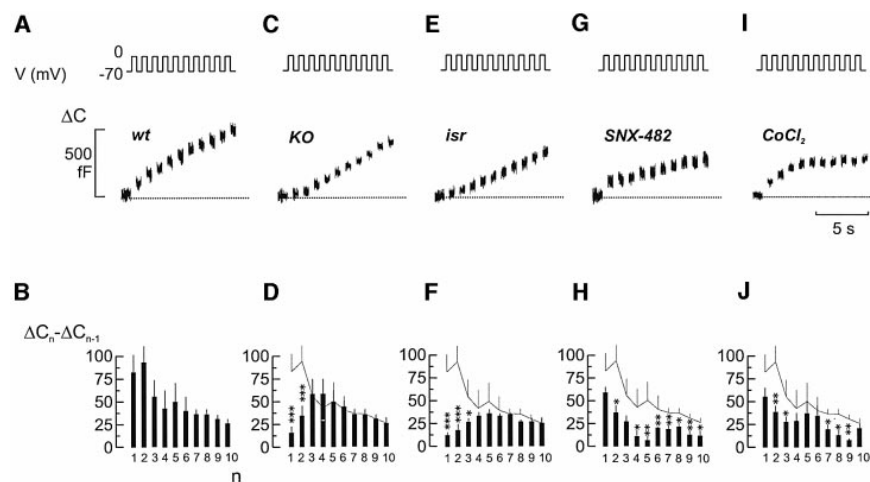 A C E G I
0
V (mV)
-70
ΔC
wt KO isr SNX-482 CoCl₂
500
fF
5 s
B D F H J
ΔCₙ-ΔCₙ₋₁
100 100 100 100 100
75 75 75 75 75
50 50 50 50 50
25 25 25 25 25
0 0 0 0 0
1 2 3 4 5 6 7 8 9 10 1 2 3 4 5 6 7 8 9 10 1 2 3 4 5 6 7 8 9 10 1 2 3 4 5 6 7 8 9 10 1 2 3 4 5 6 7 8 9 10
n